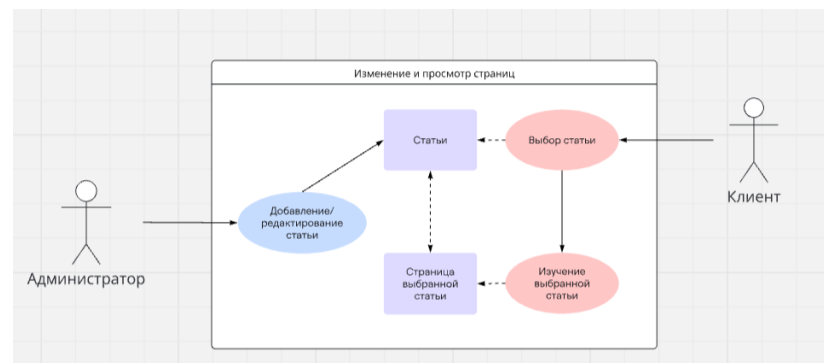 Изменение и просмотр страниц
Статьи
Выбор статьи
Клиент
Добавление/
редактирование
статьи
Администратор
Страница
выбранной
статьи
Изучение
выбранной
статьи